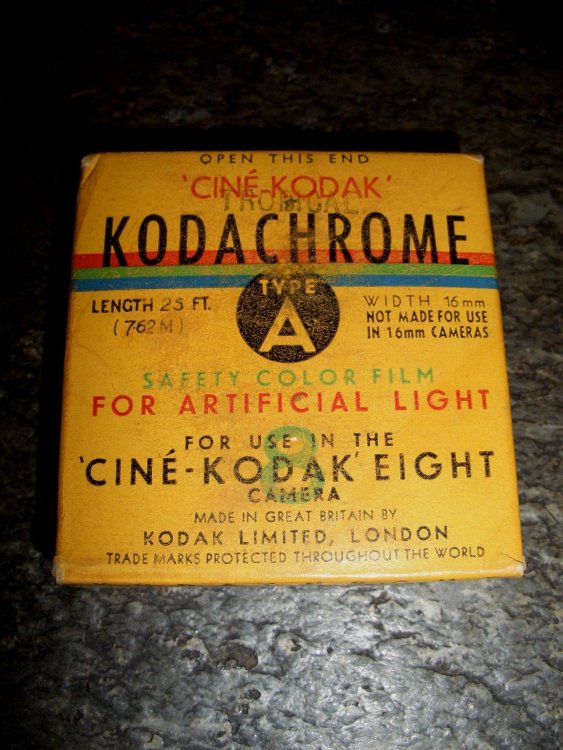 OPEN THIS END
'CINÉ-KODAK'
TROPICAL
KODACHROME
TYPE
A
LENGTH 25 FT.
(7·62 M)
WIDTH 16mm
NOT MADE FOR USE
IN 16mm CAMERAS
SAFETY COLOR FILM
FOR ARTIFICIAL LIGHT
8
FOR USE IN THE
'CINÉ-KODAK' EIGHT
CAMERA
MADE IN GREAT BRITAIN BY
KODAK LIMITED, LONDON
TRADE MARKS PROTECTED THROUGHOUT THE WORLD